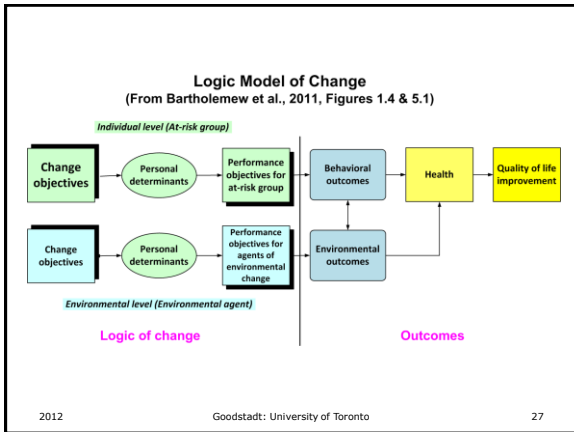 Logic Model of Change
(From Bartholemew et al., 2011, Figures 1.4 & 5.1)
Individual level (At-risk group)
Change
objectives
Personal
determinants
Performance
objectives for
at-risk group
Behavioral
outcomes
Health
Quality of life
improvement
Change
objectives
Personal
determinants
Performance
objectives for
agents of
environmental
change
Environmental
outcomes
Environmental level (Environmental agent)
Logic of change
Outcomes
2012
Goodstadt: University of Toronto
27